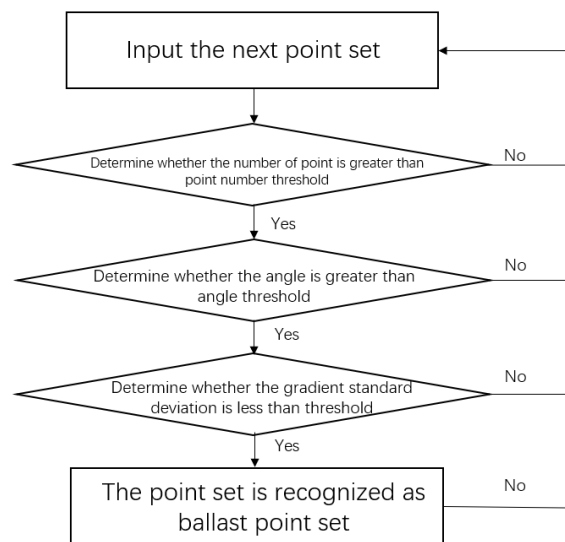 Input the next point set
Determine whether the number of point is greater than
point number threshold
No
Yes
Determine whether the angle is greater than
angle threshold
No
Yes
Determine whether the gradient standard
deviation is less than threshold
No
Yes
The point set is recognized as
ballast point set
No